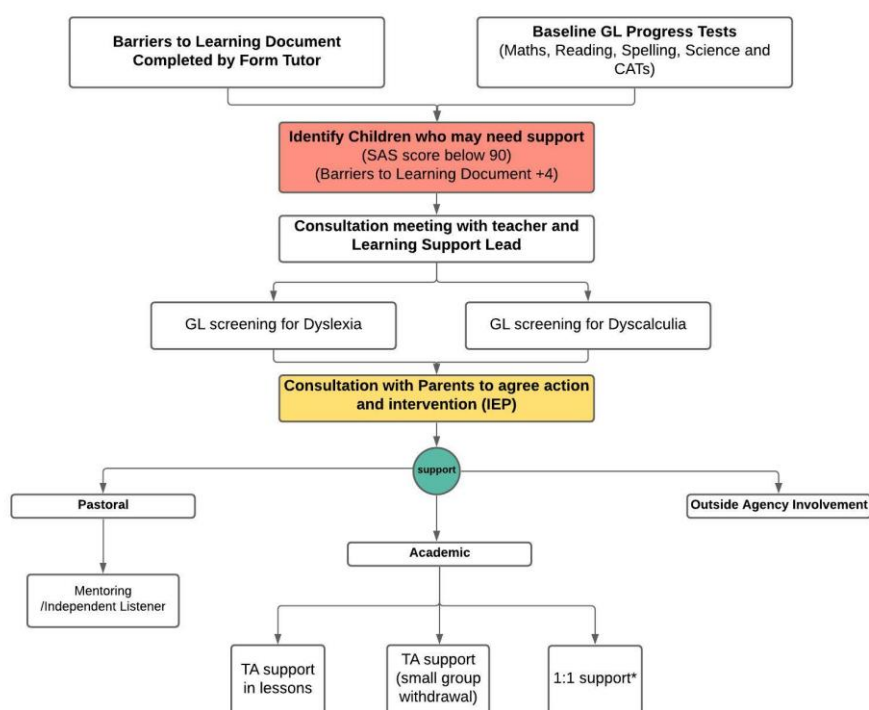 Barriers to Learning Document
Completed by Form Tutor
Baseline GL Progress Tests
(Maths, Reading, Spelling, Science and
CATs)
Identify Children who may need support
(SAS score below 90)
(Barriers to Learning Document +4)
Consultation meeting with teacher and
Learning Support Lead
GL screening for Dyslexia
GL screening for Dyscalculia
Consultation with Parents to agree action
and intervention (IEP)
support
Pastoral
Outside Agency Involvement
Academic
Mentoring
/Independent Listener
TA support
in lessons
TA support
(small group
withdrawal)
1:1 support*